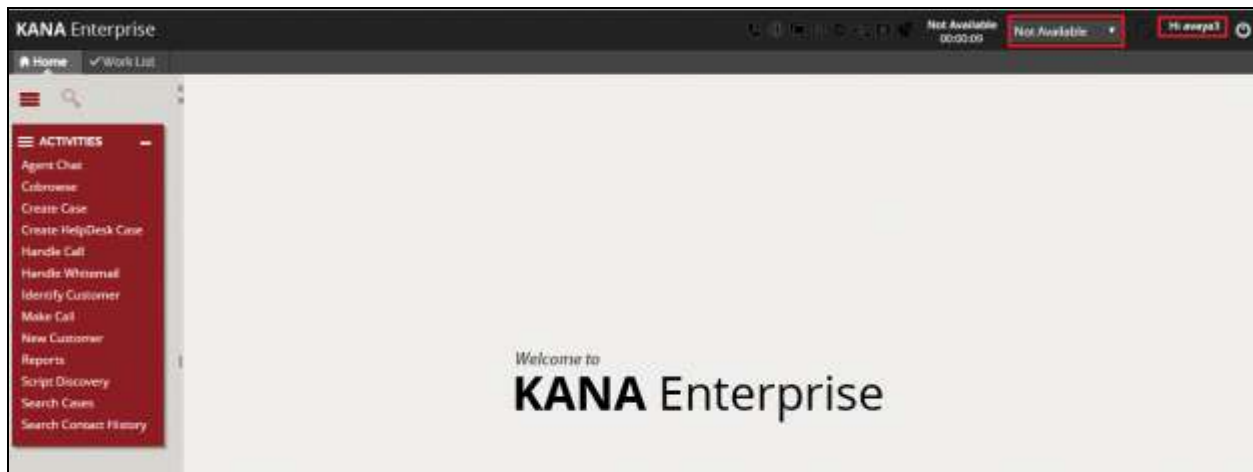 KANA Enterprise
Not Available
00:00:09
Not Available
Hi avaya3
Home
Work List
ACTIVITIES
Agent Chat
Cobrowse
Create Case
Create HelpDesk Case
Handle Call
Handle Whitemail
Identify Customer
Make Call
New Customer
Reports
Script Discovery
Search Cases
Search Contact History
Welcome to
KANA Enterprise